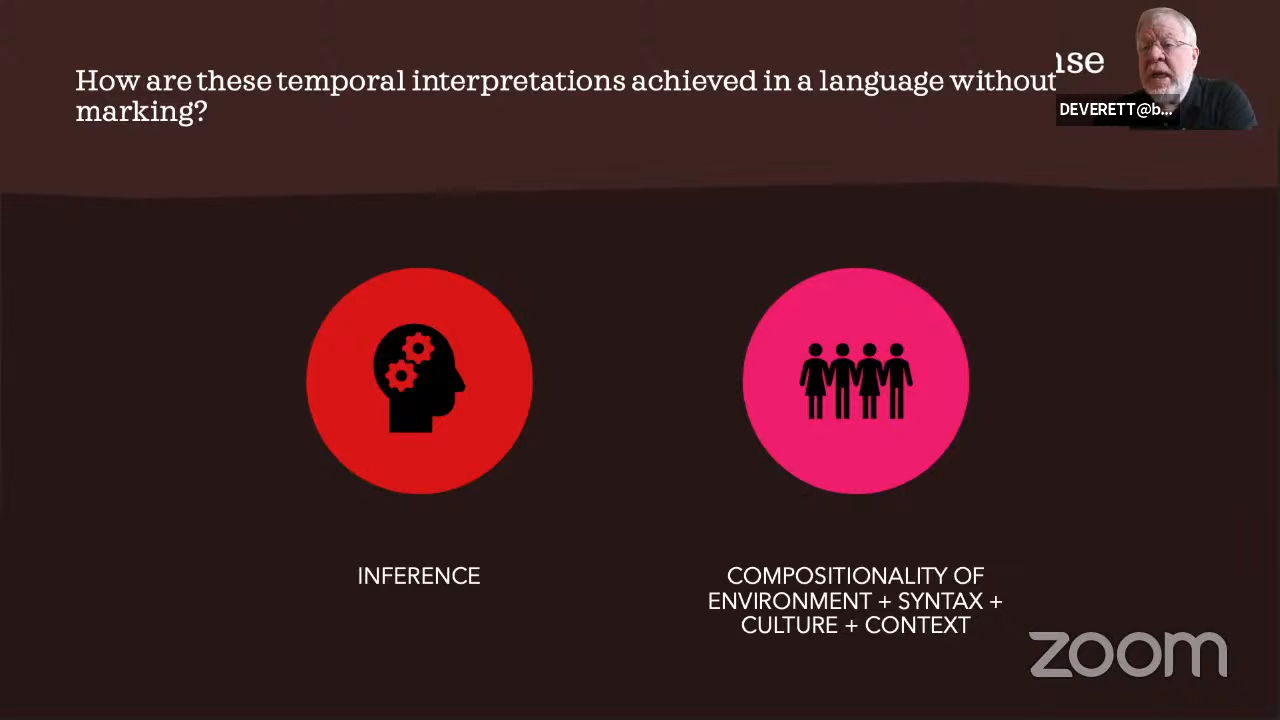 How are these temporal interpretations achieved in a language without
marking?
DEVERETT@b...
INFERENCE
COMPOSITIONALITY OF
ENVIRONMENT + SYNTAX +
CULTURE + CONTEXT
zoom